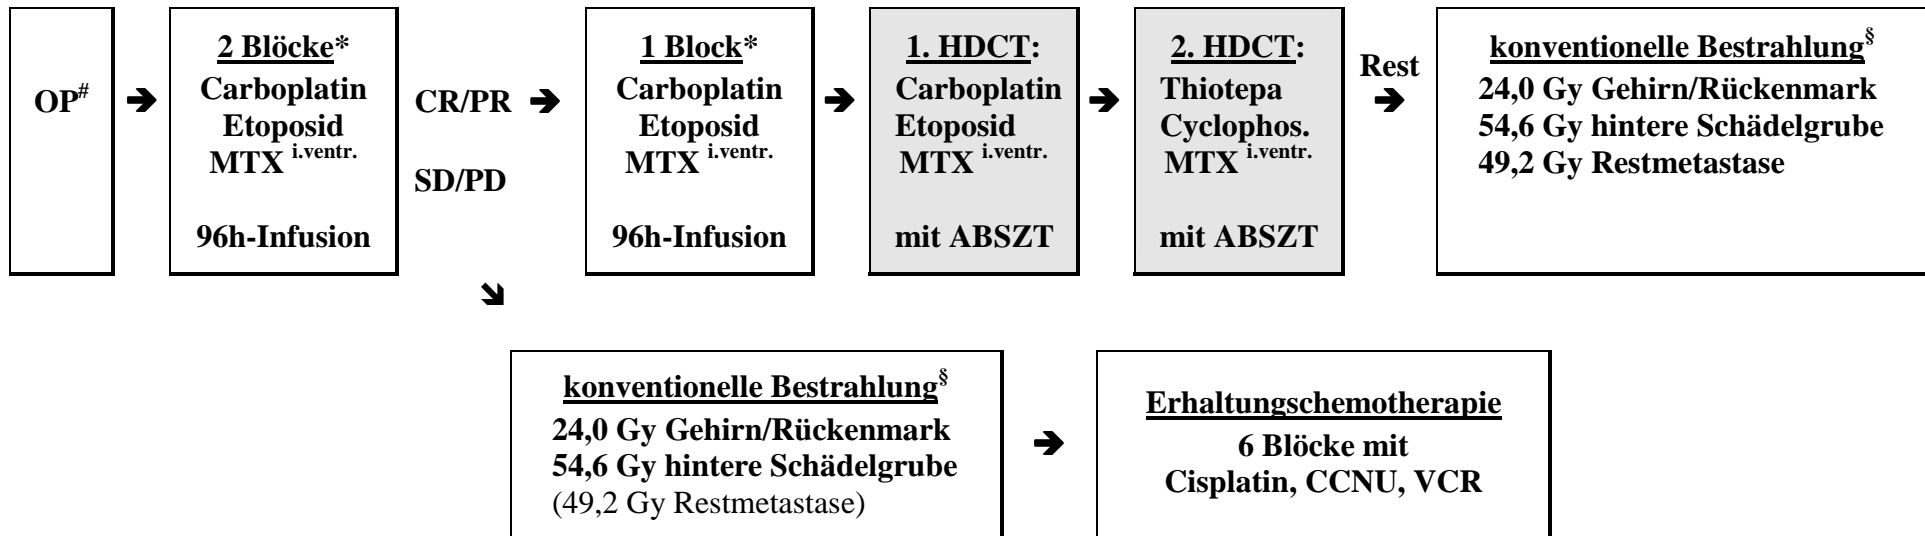 OP#
2 Blöcke*
Carboplatin
Etoposid
MTX i.ventr.
96h-Infusion
CR/PR ➔
SD/PD
1 Block*
Carboplatin
Etoposid
MTX i.ventr.
96h-Infusion
1. HDCT:
Carboplatin
Etoposid
MTX i.ventr.
mit ABSZT
2. HDCT:
Thiotepa
Cyclophos.
MTX i.ventr.
mit ABSZT
Rest
konventionelle Bestrahlung§
24,0 Gy Gehirn/Rückenmark
54,6 Gy hintere Schädelgrube
49,2 Gy Restmetastase
konventionelle Bestrahlung§
24,0 Gy Gehirn/Rückenmark
54,6 Gy hintere Schädelgrube
(49,2 Gy Restmetastase)
Erhaltungschemotherapie
6 Blöcke mit
Cisplatin, CCNU, VCR